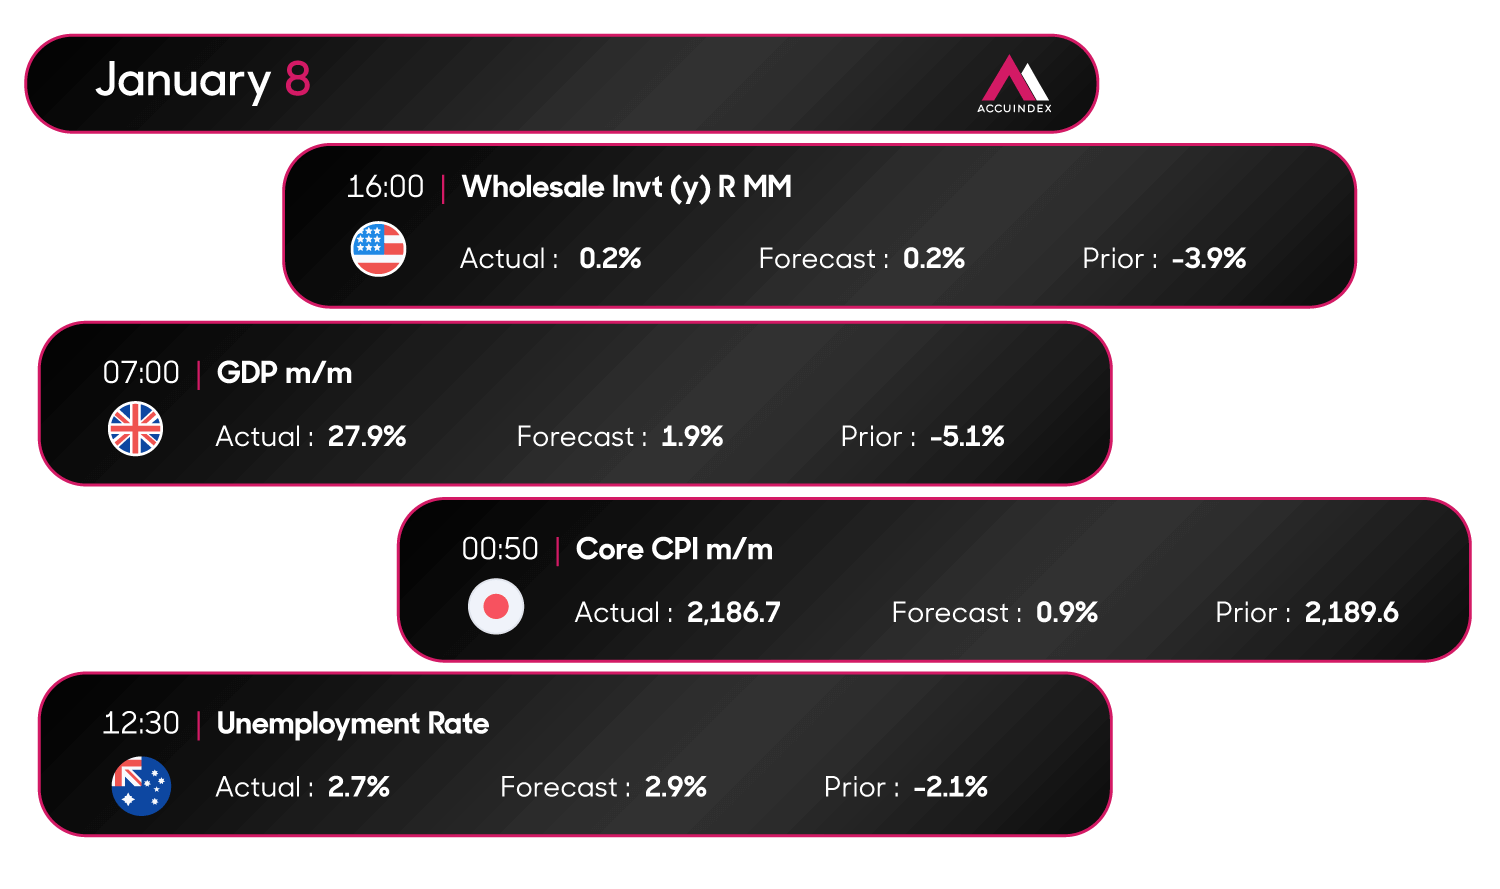 January 8
ACCUINDEX
16:00 | Wholesale Invt (y) R MM
Actual : 0.2% Forecast : 0.2% Prior : -3.9%
07:00 | GDP m/m
Actual : 27.9% Forecast : 1.9% Prior : -5.1%
00:50 | Core CPI m/m
Actual : 2,186.7 Forecast : 0.9% Prior : 2,189.6
12:30 | Unemployment Rate
Actual : 2.7% Forecast : 2.9% Prior : -2.1%